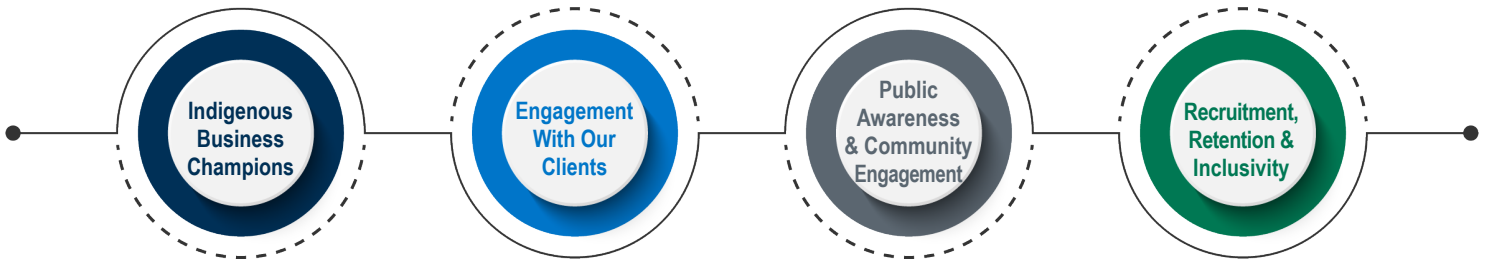 Indigenous
Business
Champions
Engagement
With Our
Clients
Public
Awareness
& Community
Engagement
Recruitment,
Retention &
Inclusivity